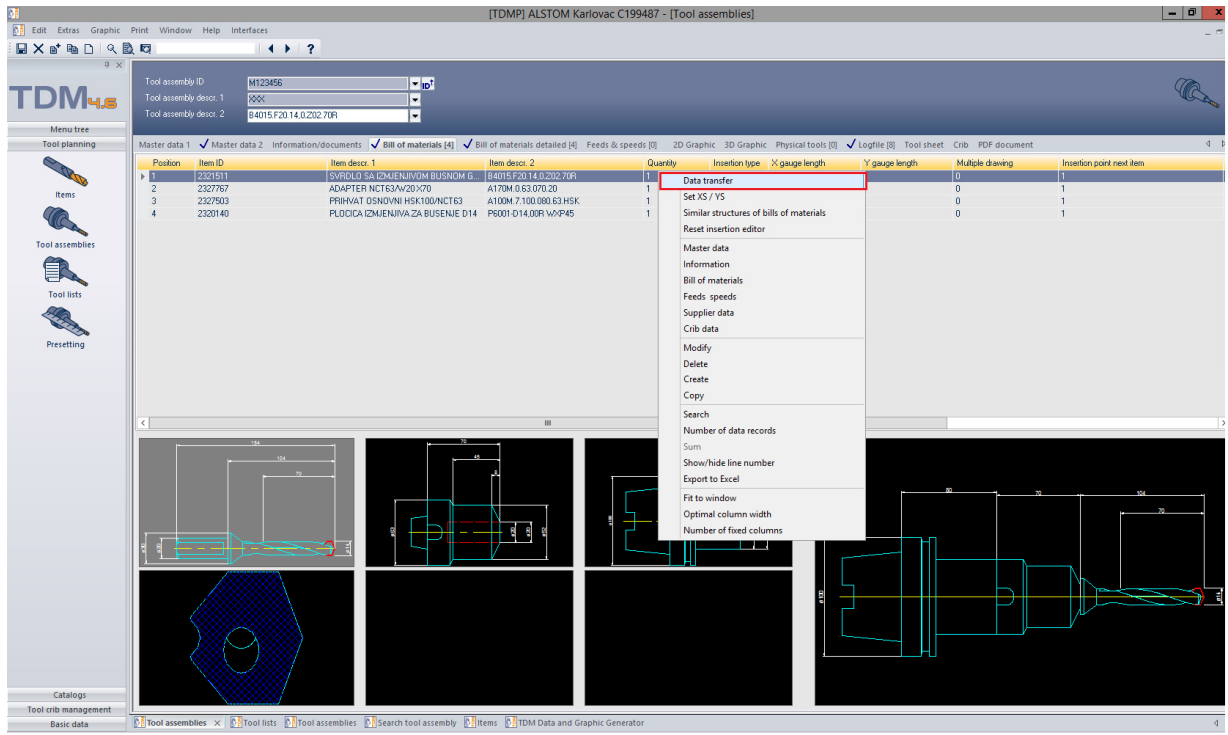 [TDMP] ALSTOM Karlovac C199487 - [Tool assemblies]
Edit Extras Graphic Print Window Help Interfaces
TDM4.6
Menu tree
Tool planning
Items
Tool assemblies
Tool lists
Presetting
Catalogs
Tool crib management
Basic data
Tool assembly ID M123456 ID
Tool assembly descr. 1 XXX
Tool assembly descr. 2 B4015.F20.14,0.Z02.70R
Master data 1 Master data 2 Information/documents Bill of materials [4] Bill of materials detailed [4] Feeds & speeds [0] 2D Graphic 3D Graphic Physical tools [0] Logfile [8] Tool sheet Crib PDF document
Position Item ID Item descr. 1 Item descr. 2 Quantity Insertion type X gauge length Y gauge length Multiple drawing Insertion point next item
1 2321511 SVRDLO SA IZMJENJIVOM BUSNOM G... B4015.F20.14,0.Z02.70R 1 0 1
2 2327767 ADAPTER NCT63/W20X70 A170M.0.63.070.20 1 0 1
3 2327503 PRIHVAT OSNOVNI HSK100/NCT63 A100M.7.100.080.63.HSK 1 0 1
4 2320140 PLOCICA IZMJENJIVA ZA BUSENJE D14 P6001-D14,00R WXP45 1 0 1
Data transfer
Set XS / YS
Similar structures of bills of materials
Reset insertion editor
Master data
Information
Bill of materials
Feeds speeds
Supplier data
Crib data
Modify
Delete
Create
Copy
Search
Number of data records
Sum
Show/hide line number
Export to Excel
Fit to window
Optimal column width
Number of fixed columns
154
104
70
70
45
8
80 70 104
70
ø100
Tool assemblies Tool lists Tool assemblies Search tool assembly Items TDM Data and Graphic Generator